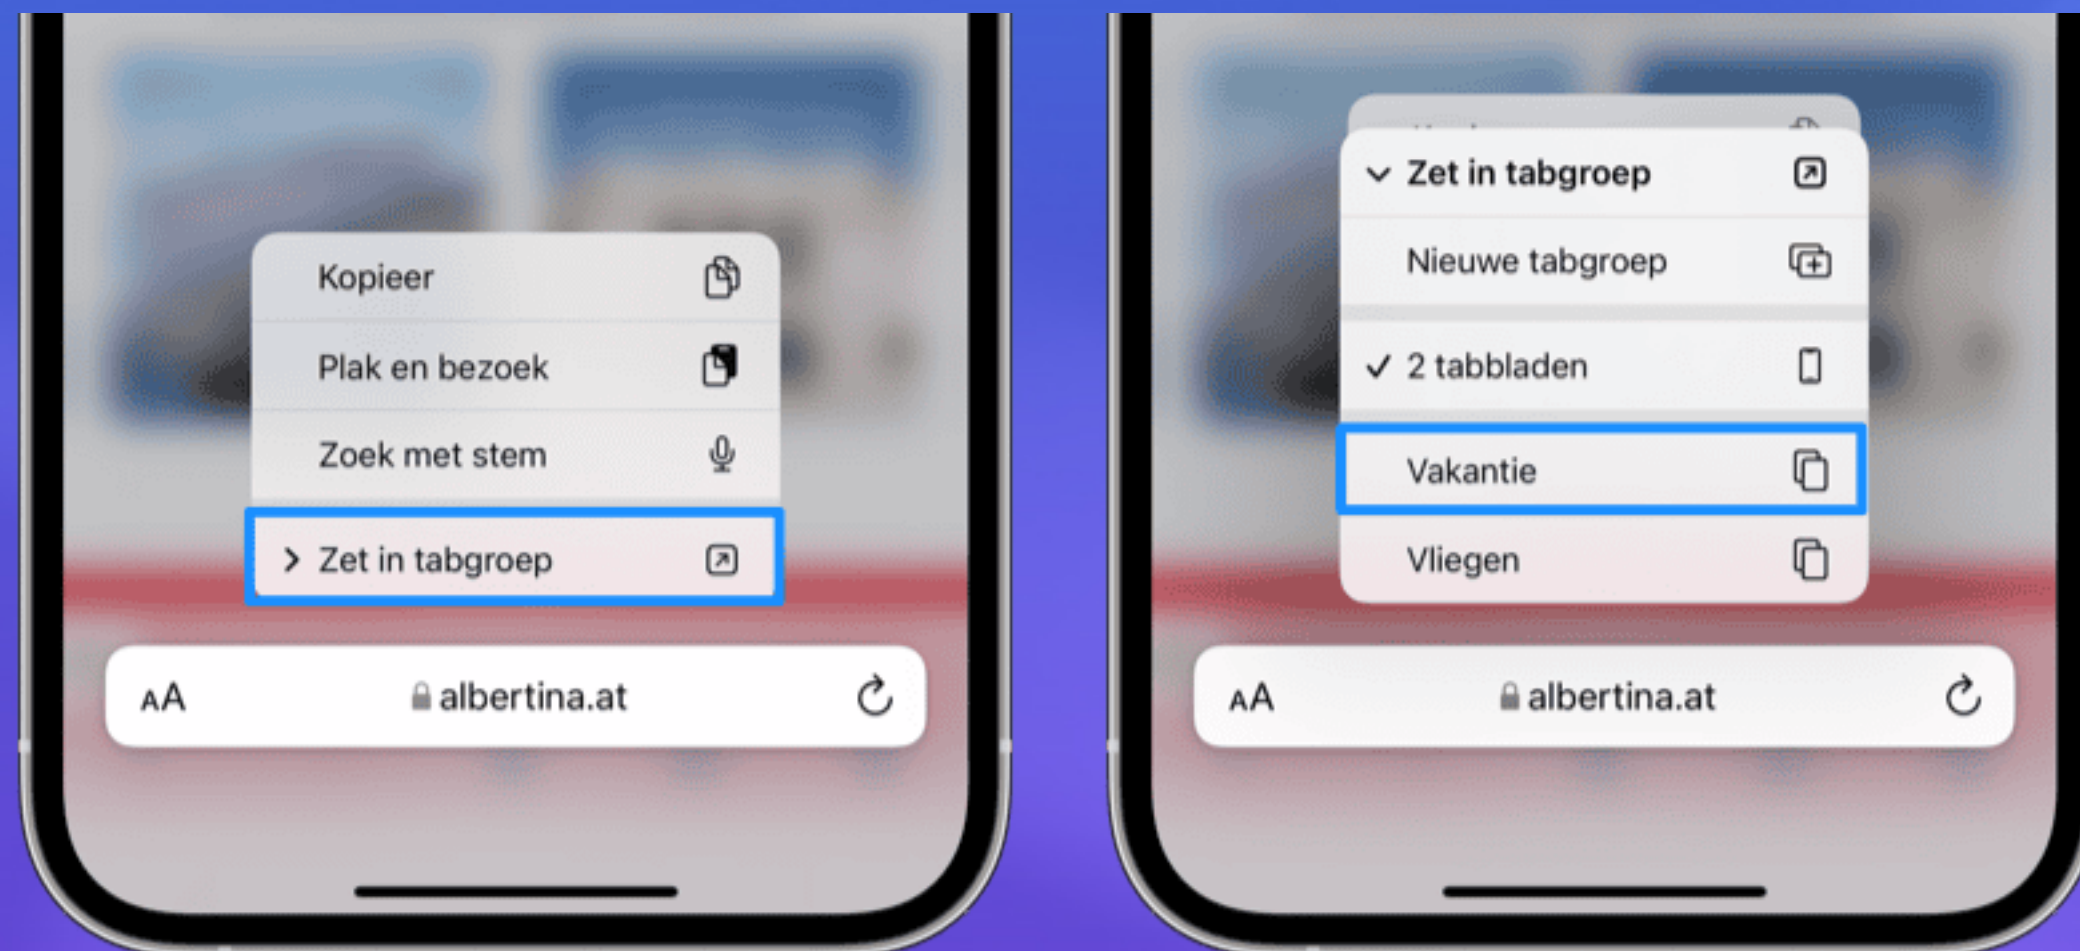 Kopieer
Plak en bezoek
Zoek met stem
Zet in tabgroep
AA
albertina.at
Zet in tabgroep
Nieuwe tabgroep
2 tabbladen
Vakantie
Vliegen
AA
albertina.at